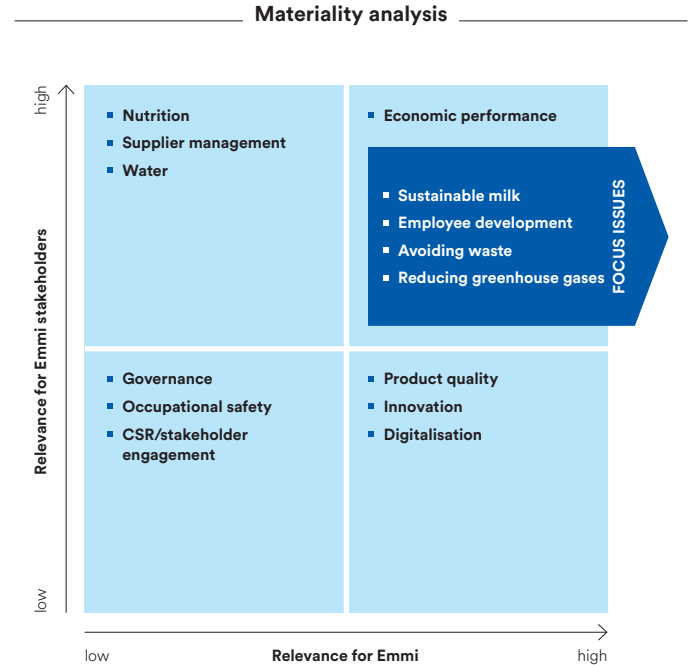 Materiality analysis
high
Relevance for Emmi stakeholders
low
Nutrition
Supplier management
Water
Economic performance
Sustainable milk
Employee development
Avoiding waste
Reducing greenhouse gases
FOCUS ISSUES
Governance
Occupational safety
CSR/stakeholder
engagement
Product quality
Innovation
Digitalisation
low
Relevance for Emmi
high